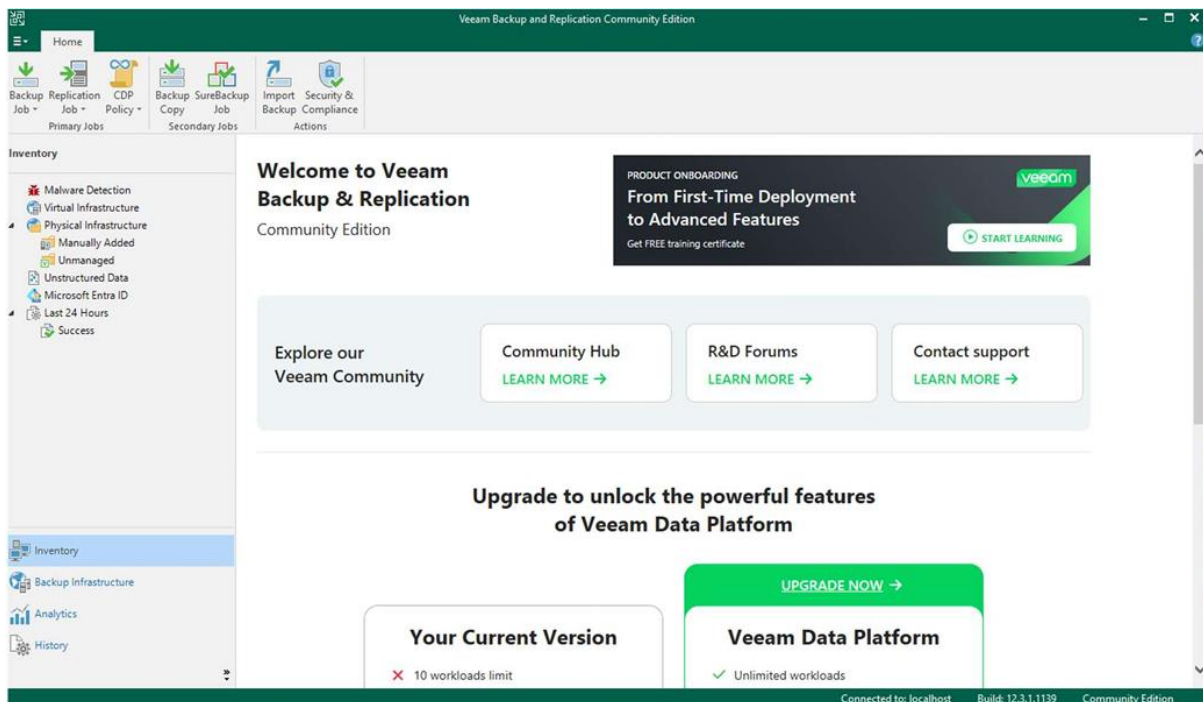 Veeam Backup and Replication Community Edition
Home
Backup Job
Replication Job
CDP Policy
Backup Copy
SureBackup Job
Import Backup
Security & Compliance
Primary Jobs
Secondary Jobs
Actions
Inventory
Malware Detection
Virtual Infrastructure
Physical Infrastructure
Manually Added
Unmanaged
Unstructured Data
Microsoft Entra ID
Last 24 Hours
Success
Inventory
Backup Infrastructure
Analytics
History
Welcome to Veeam
Backup & Replication
Community Edition
PRODUCT ONBOARDING
From First-Time Deployment
to Advanced Features
Get FREE training certificate
veeam
START LEARNING
Explore our
Veeam Community
Community Hub
LEARN MORE →
R&D Forums
LEARN MORE →
Contact support
LEARN MORE →
Upgrade to unlock the powerful features
of Veeam Data Platform
UPGRADE NOW →
Your Current Version
10 workloads limit
Veeam Data Platform
Unlimited workloads
Connected to: localhost
Build: 12.3.1.1139
Community Edition